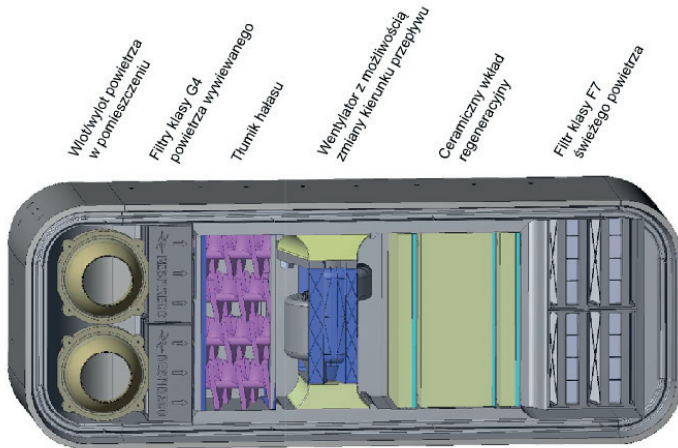 Wlot/wylot powietrza
w pomieszczeniu
Filtry klasy G4
powietrza wywiewanego
Tłumik hałasu
Wentylator z możliwością
zmiany kierunku przepływu
Ceramiczny wkład
regeneracyjny
Filtr klasy F7
świeżego powietrza